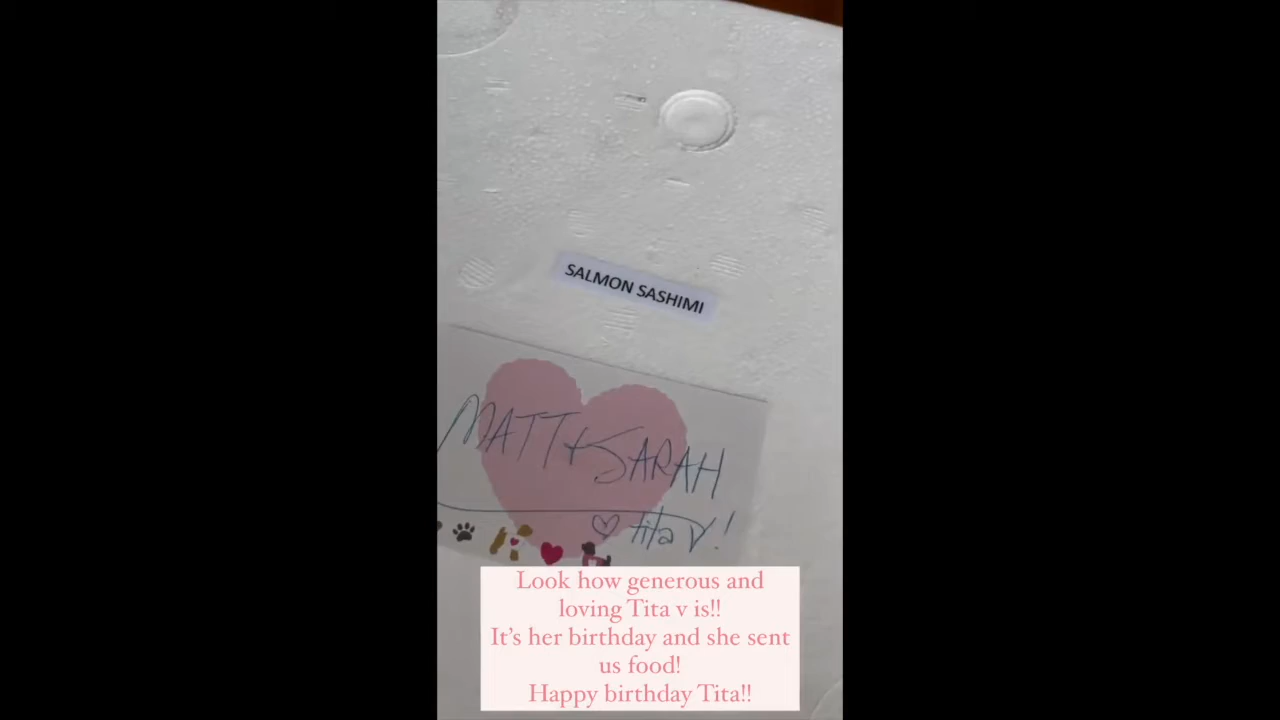 SALMON SASHIMI
MATT & SARAH
♡ tita V!
Look how generous and
loving Tita v is!!
It's her birthday and she sent
us food!
Happy birthday Tita!!